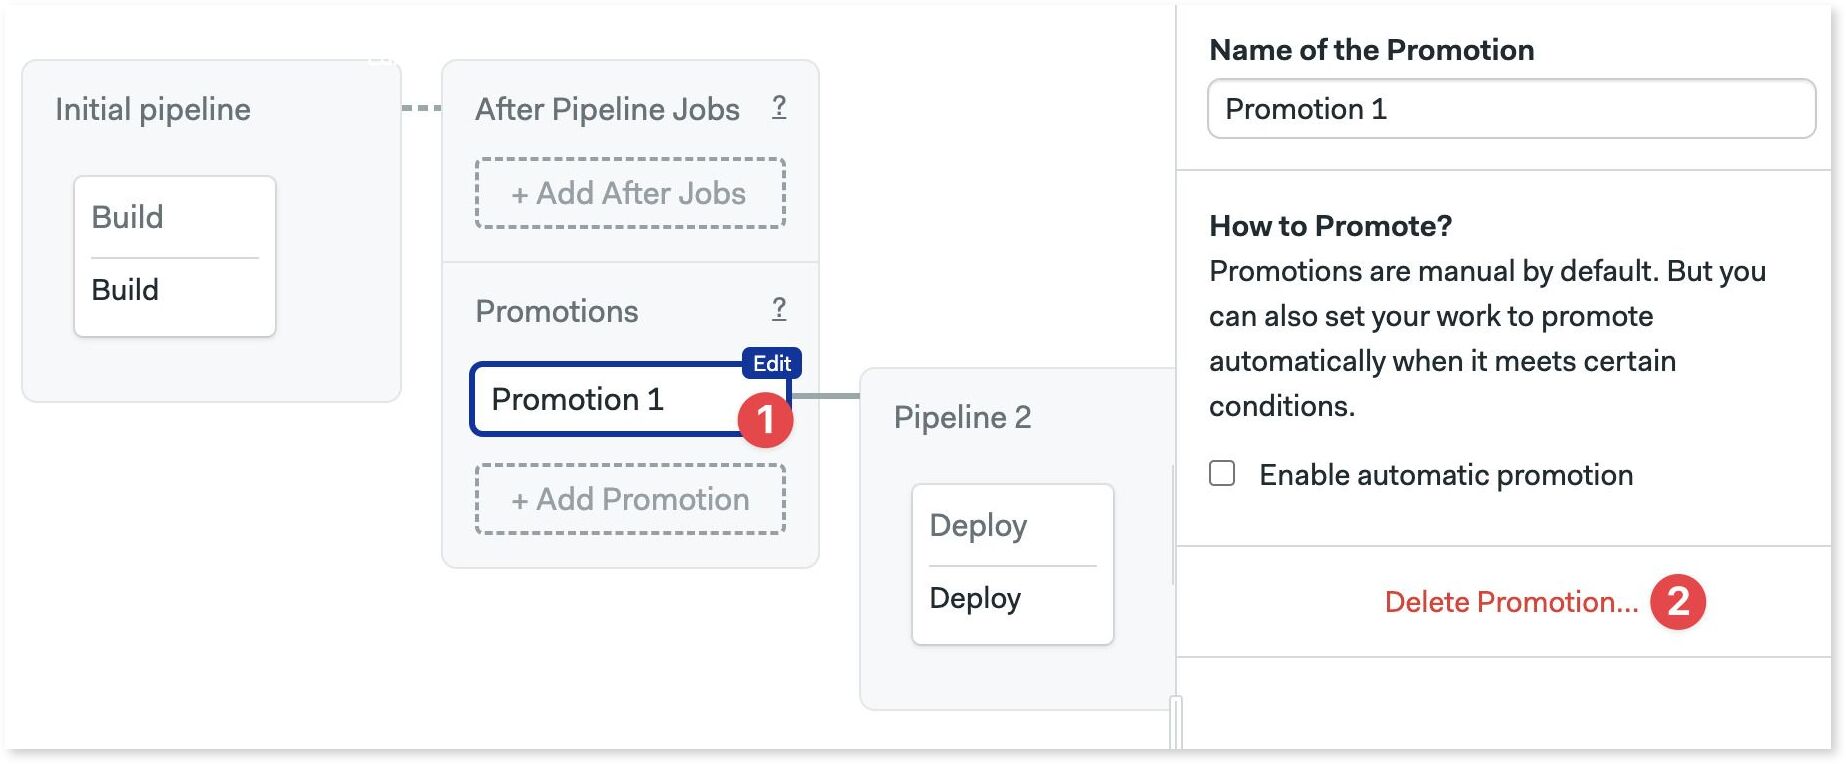 Initial pipeline
Build
Build
After Pipeline Jobs ?
+ Add After Jobs
Promotions ?
Edit
Promotion 1
1
+ Add Promotion
Pipeline 2
Deploy
Deploy
Name of the Promotion
Promotion 1
How to Promote?
Promotions are manual by default. But you
can also set your work to promote
automatically when it meets certain
conditions.
Enable automatic promotion
Delete Promotion... 2